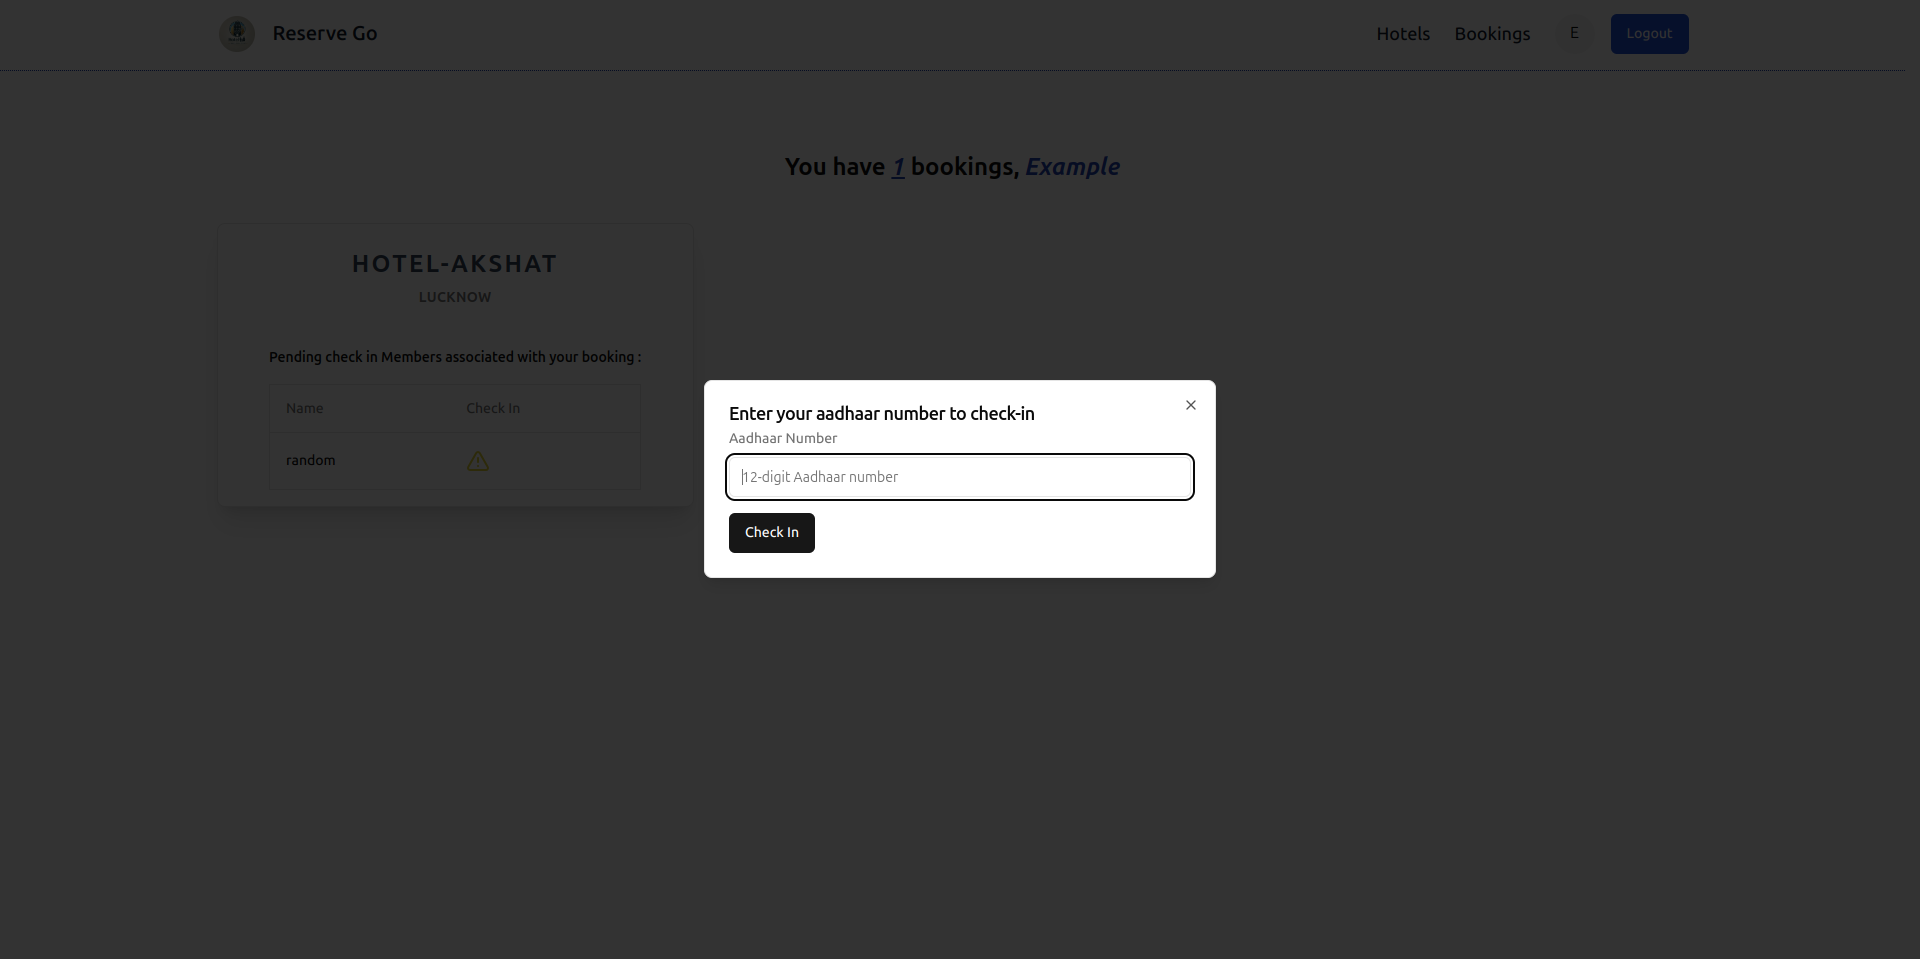 Reserve Go
Hotels Bookings E Logout
You have 1 bookings, Example
HOTEL-AKSHAT
LUCKNOW
Pending check in Members associated with your booking :
Name Check In
random
Enter your aadhaar number to check-in
Aadhaar Number
12-digit Aadhaar number
Check In